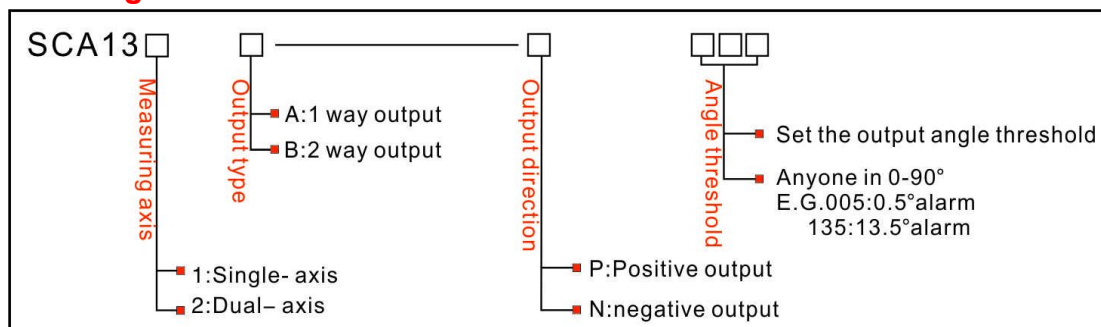 SCA13
Measuring axis
1:Single- axis
2:Dual– axis
Output type
A:1 way output
B:2 way output
Output direction
P:Positive output
N:negative output
Angle threshold
Set the output angle threshold
Anyone in 0-90°
E.G.005:0.5°alarm
135:13.5°alarm